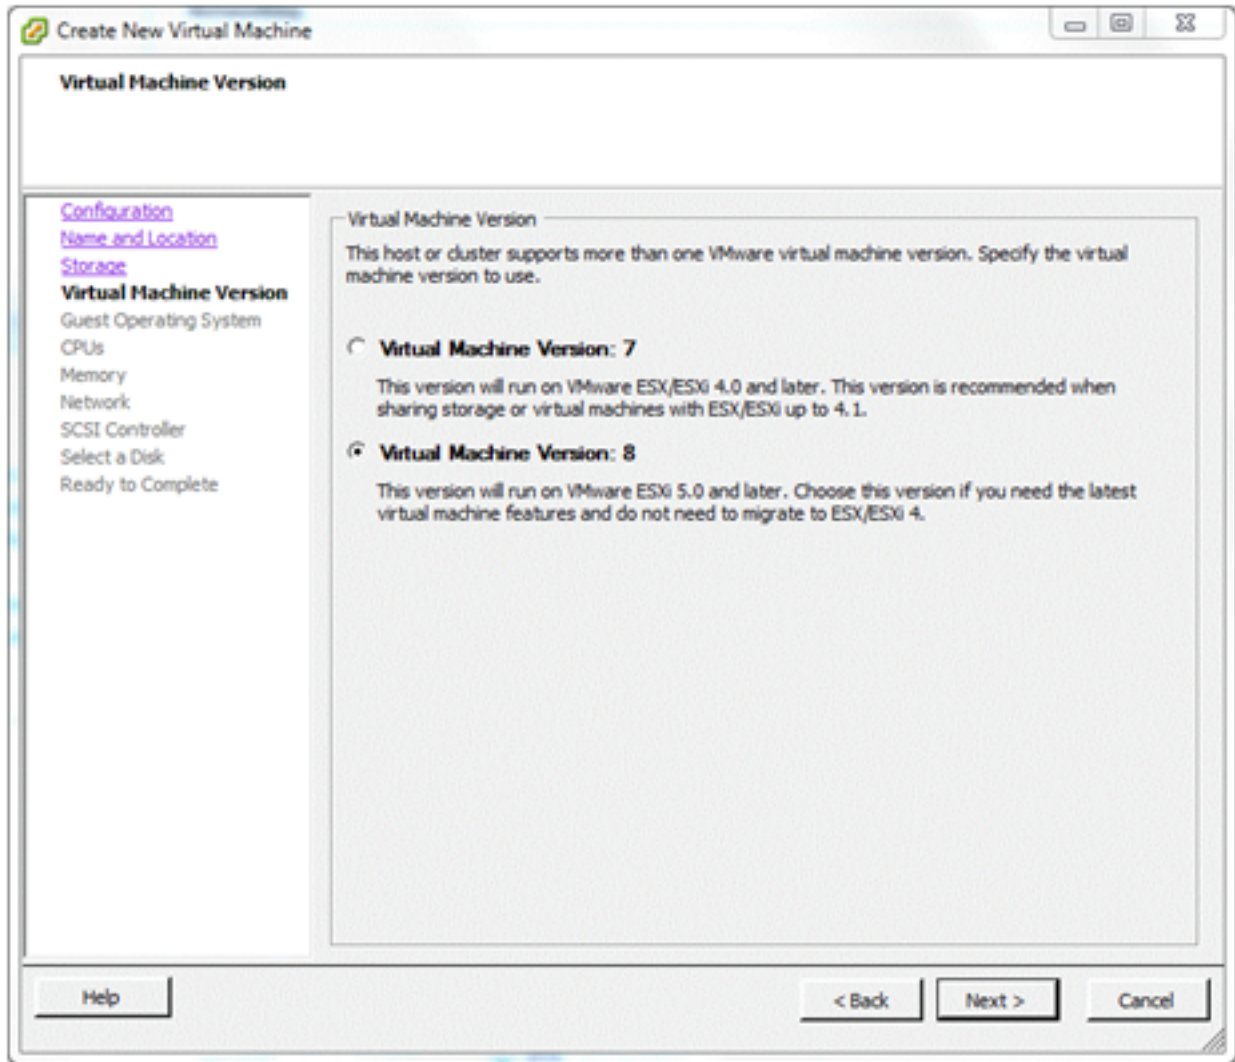 Create New Virtual Machine
Virtual Machine Version
Configuration
Name and Location
Storage
Virtual Machine Version
Guest Operating System
CPUs
Memory
Network
SCSI Controller
Select a Disk
Ready to Complete
Virtual Machine Version
This host or cluster supports more than one VMware virtual machine version. Specify the virtual
machine version to use.
Virtual Machine Version: 7
This version will run on VMware ESX/ESXi 4.0 and later. This version is recommended when
sharing storage or virtual machines with ESX/ESXi up to 4.1.
Virtual Machine Version: 8
This version will run on VMware ESXi 5.0 and later. Choose this version if you need the latest
virtual machine features and do not need to migrate to ESX/ESXi 4.
Help
< Back
Next >
Cancel